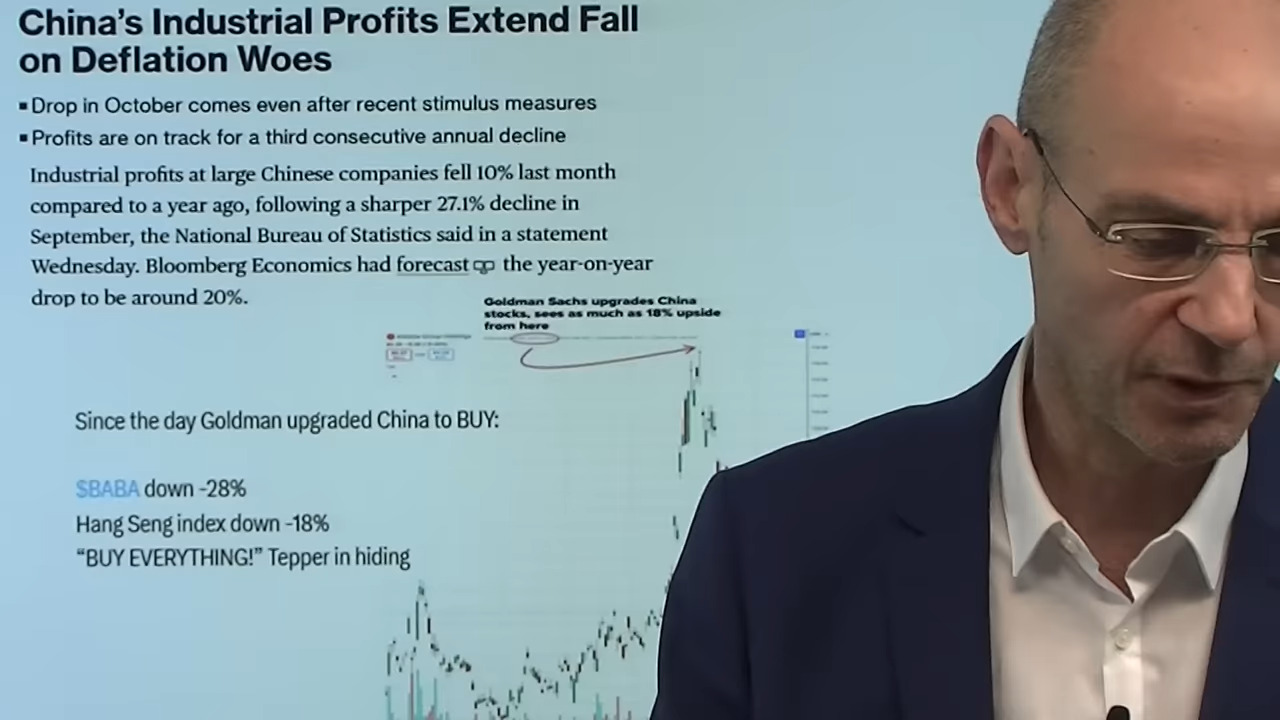 China's Industrial Profits Extend Fall
on Deflation Woes
▪ Drop in October comes even after recent stimulus measures
▪ Profits are on track for a third consecutive annual decline
Industrial profits at large Chinese companies fell 10% last month
compared to a year ago, following a sharper 27.1% decline in
September, the National Bureau of Statistics said in a statement
Wednesday. Bloomberg Economics had forecast the year-on-year
drop to be around 20%.
Goldman Sachs upgrades China
stocks, sees as much as 18% upside
from here
Since the day Goldman upgraded China to BUY:
$BABA down -28%
Hang Seng index down -18%
“BUY EVERYTHING!” Tepper in hiding